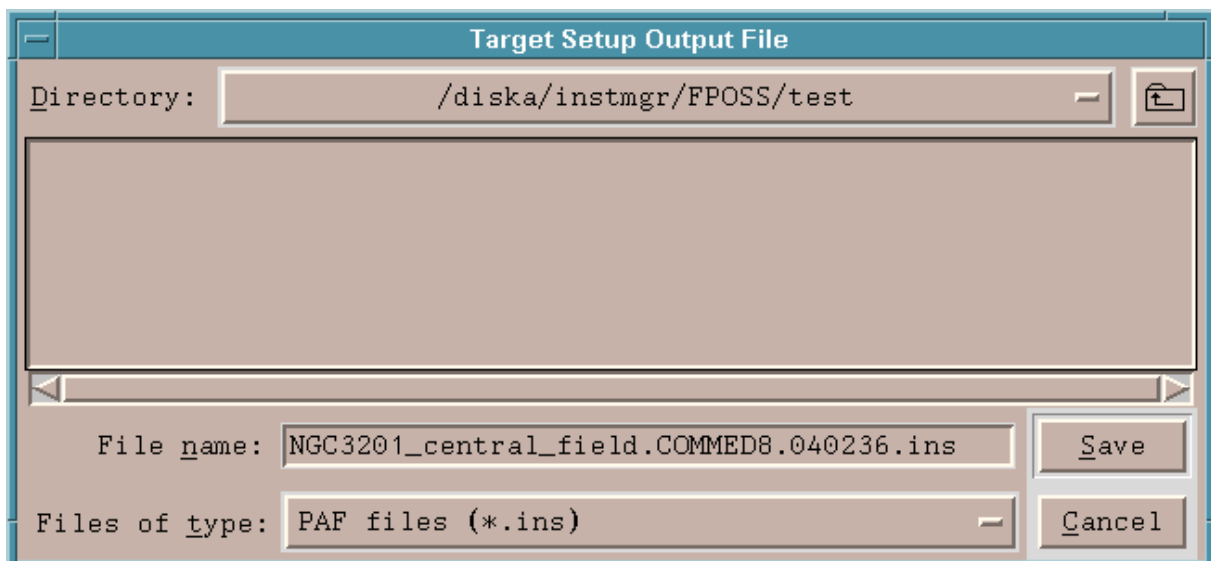 Target Setup Output File
Directory: /diska/instmgr/FPOSS/test
File name: NGC3201_central_field.COMMED8.040236.ins Save
Files of type: PAF files (*.ins) Cancel